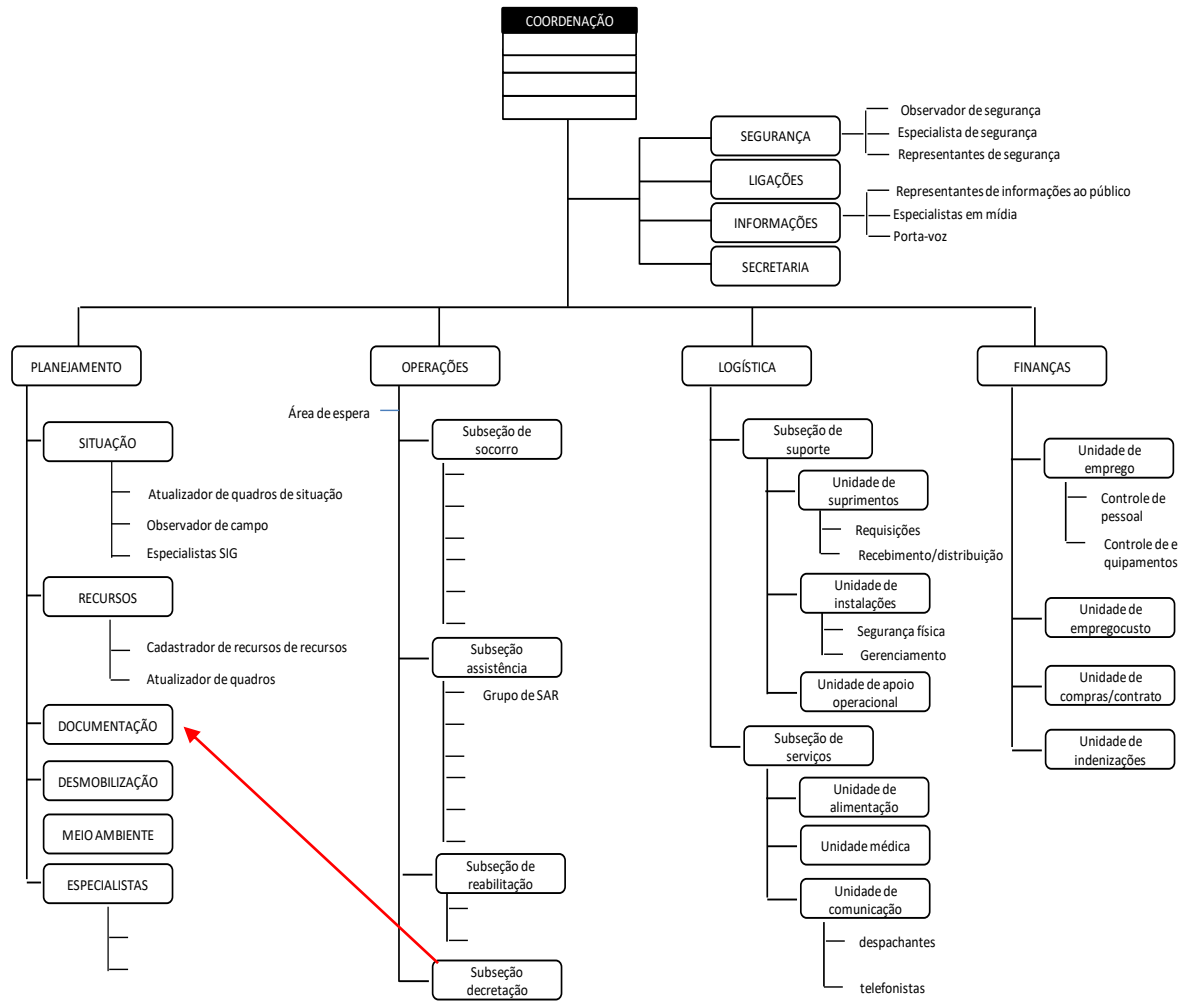 COORDENAÇÃO
SEGURANÇA
Observador de segurança
Especialista de segurança
Representantes de segurança
LIGAÇÕES
INFORMAÇÕES
Representantes de informações ao público
Especialistas em mídia
Porta-voz
SECRETARIA
PLANEJAMENTO
SITUAÇÃO
Atualizador de quadros de situação
Observador de campo
Especialistas SIG
RECURSOS
Cadastrador de recursos de recursos
Atualizador de quadros
DOCUMENTAÇÃO
DESMOBILIZAÇÃO
MEIO AMBIENTE
ESPECIALISTAS
OPERAÇÕES
Área de espera
Subseção de
socorro
Subseção
assistência
Grupo de SAR
Subseção de
reabilitação
Subseção
decretação
LOGÍSTICA
Subseção de
suporte
Unidade de
suprimentos
Requisições
Recebimento/distribuição
Unidade de
instalações
Segurança física
Gerenciamento
Unidade de apoio
operacional
Subseção de
serviços
Unidade de
alimentação
Unidade médica
Unidade de
comunicação
despachantes
telefonistas
FINANÇAS
Unidade de
emprego
Controle de
pessoal
Controle de e
quipamentos
Unidade de
empregocusto
Unidade de
compras/contrato
Unidade de
indenizações